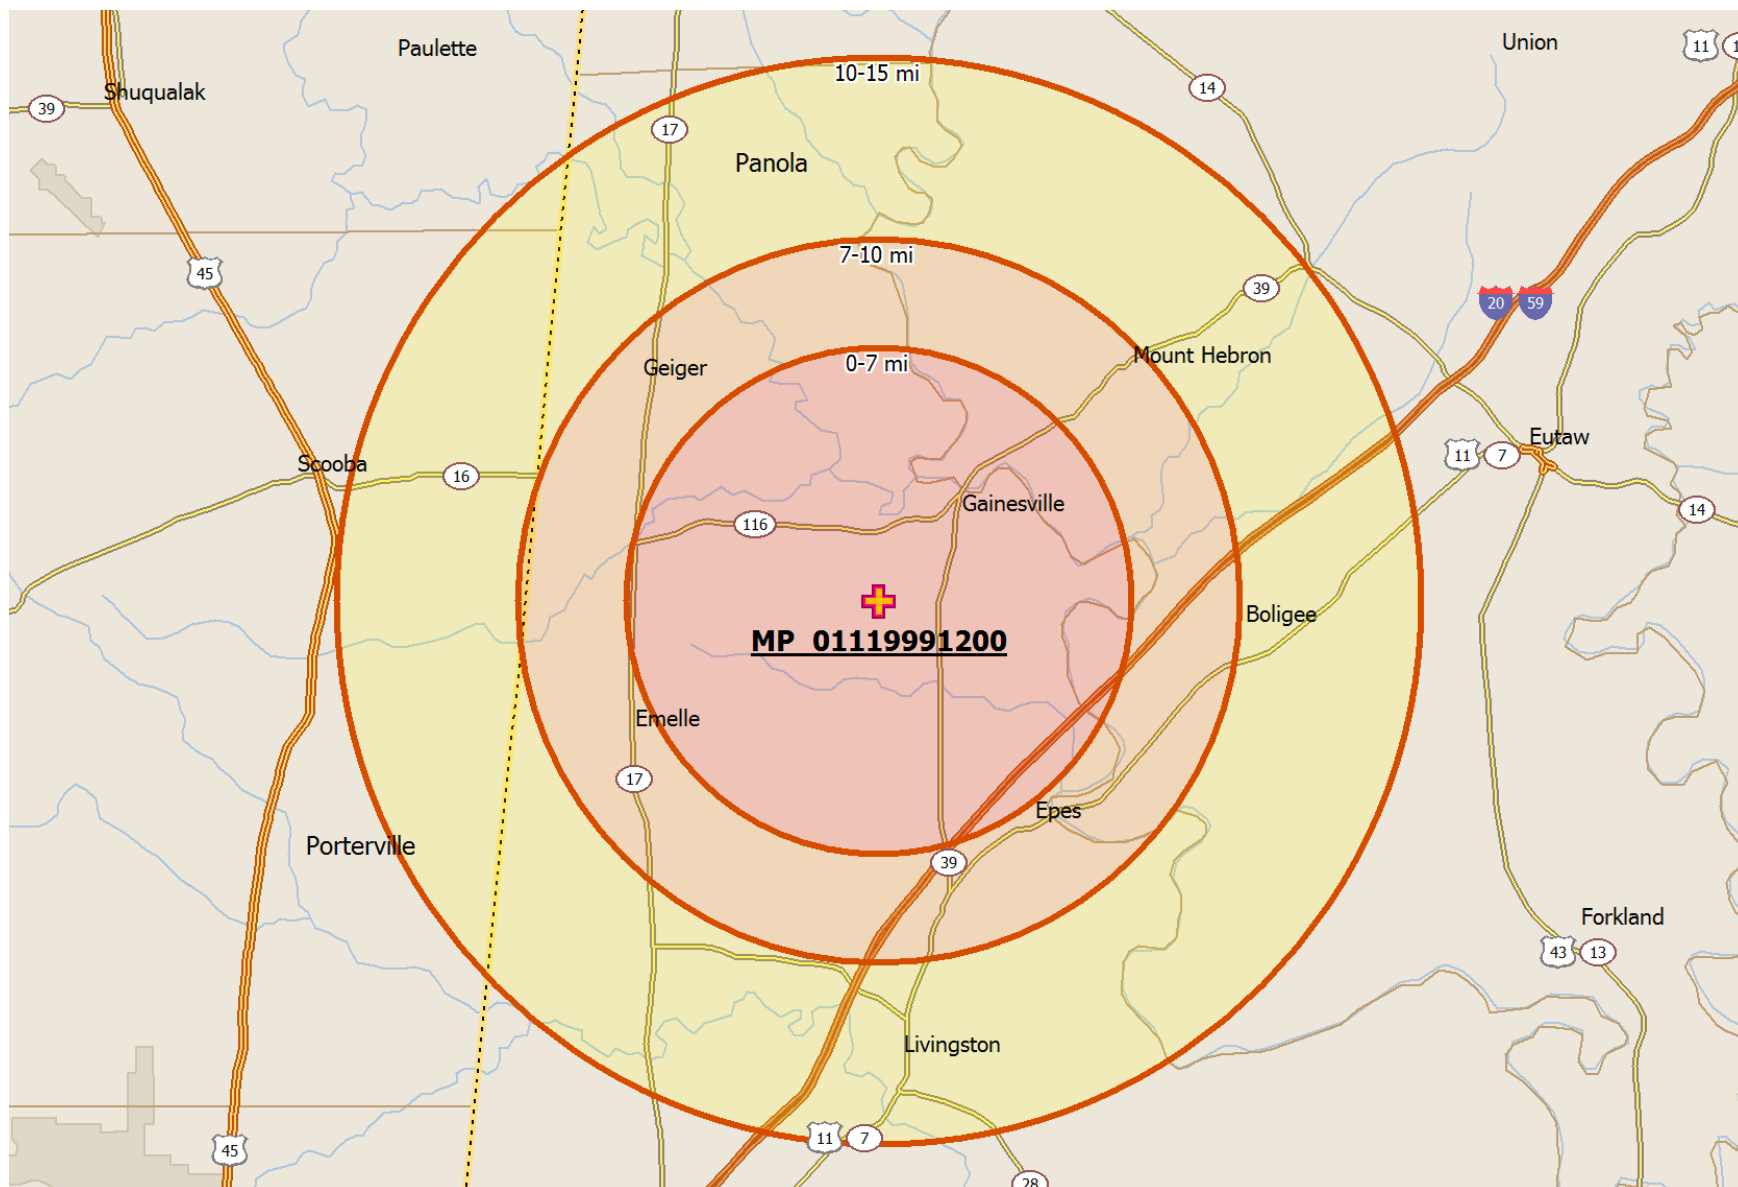 Paulette
Union
11
1
10-15 mi
Shuqualak
39
14
17
Panola
7-10 mi
45
39
20
59
Geiger
0-7 mi
Mount Hebron
Scooba
16
Eutaw
11
7
116
Gainesville
14
Boligee
MP_01119991200
Emelle
17
Epes
Porterville
39
Forkland
43
13
Livingston
45
11
7
28